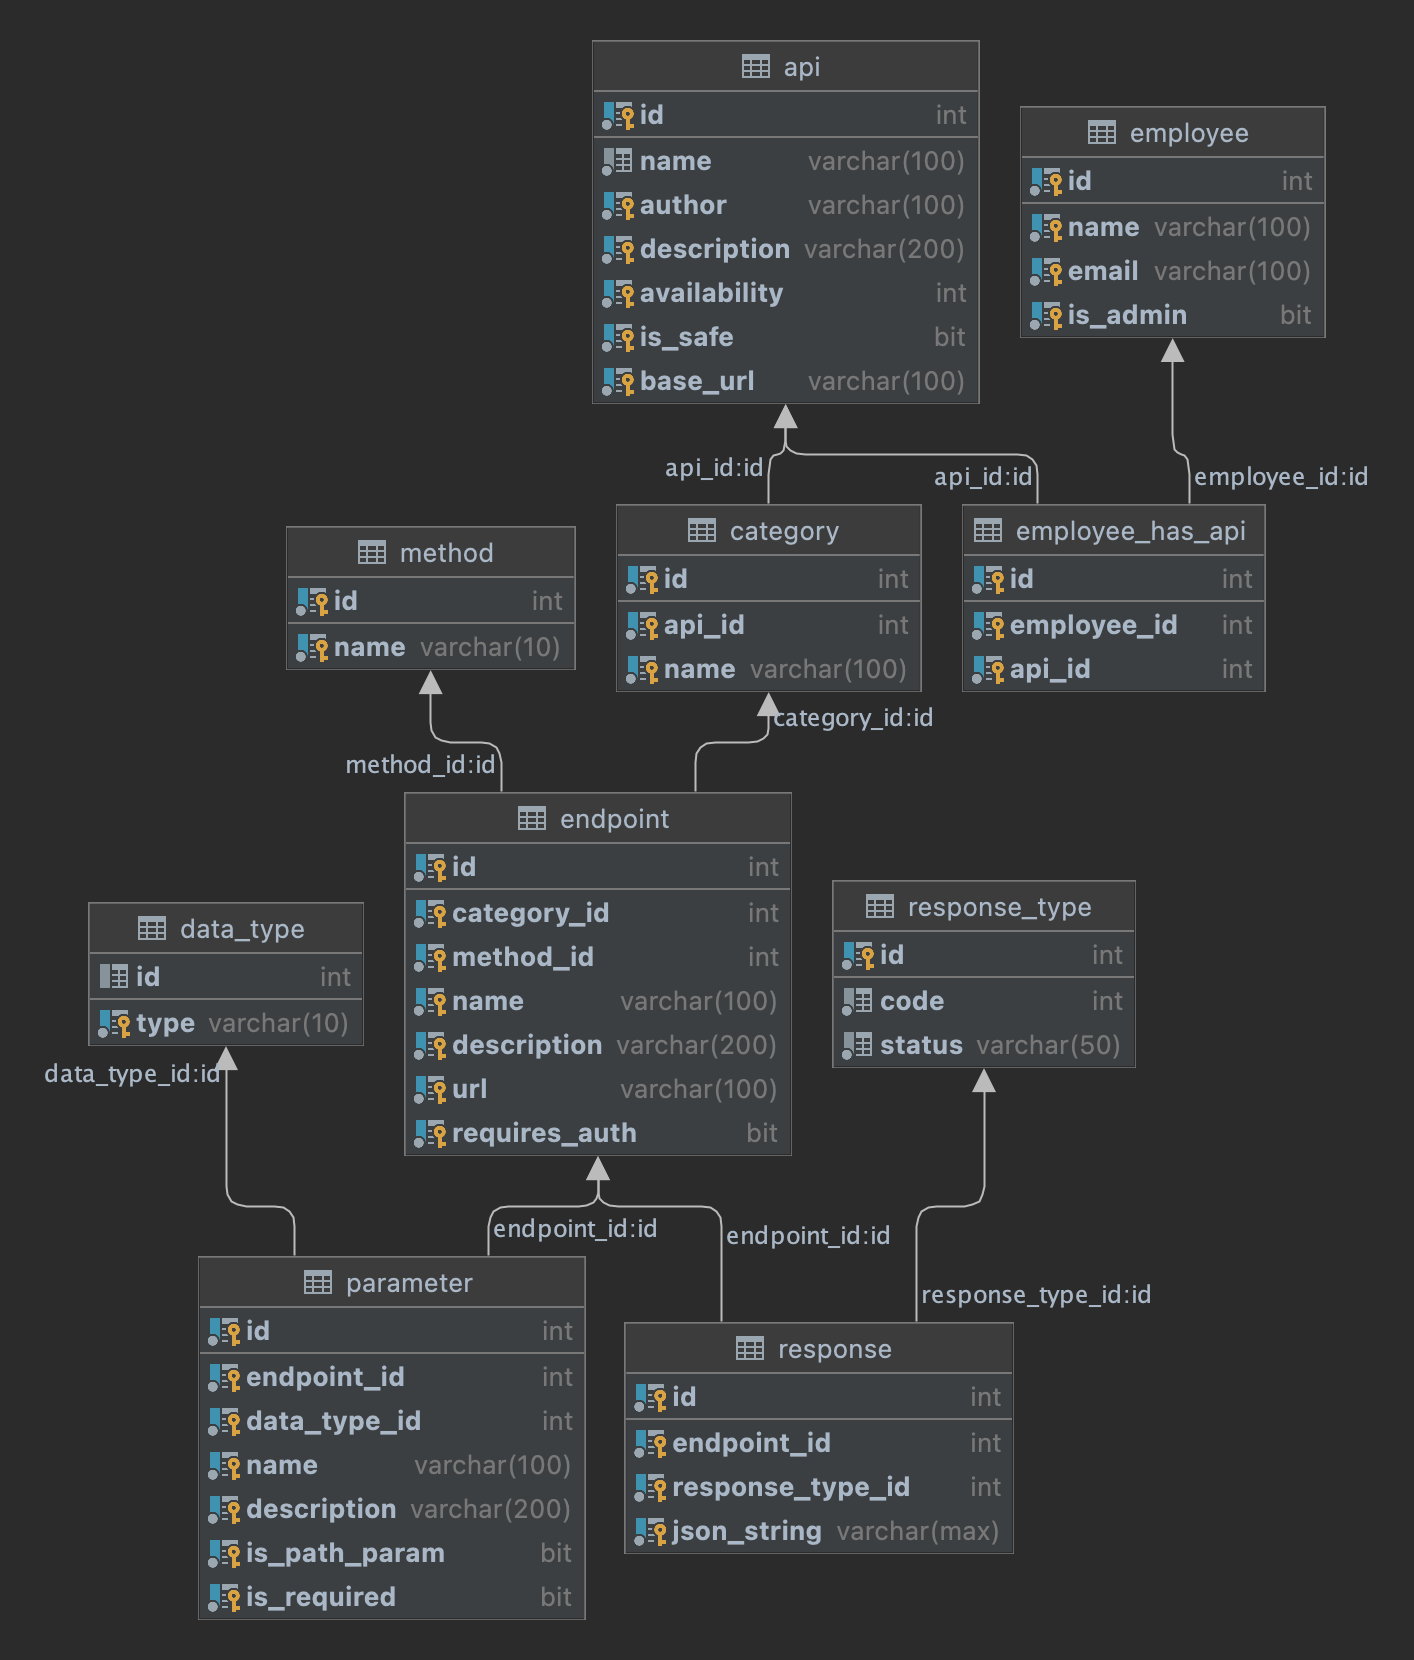 api
id int
name varchar(100)
author varchar(100)
description varchar(200)
availability int
is_safe bit
base_url varchar(100)
employee
id int
name varchar(100)
email varchar(100)
is_admin bit
api_id:id
api_id:id
employee_id:id
method
id int
name varchar(10)
category
id int
api_id int
name varchar(100)
employee_has_api
id int
employee_id int
api_id int
category_id:id
method_id:id
endpoint
id int
category_id int
method_id int
name varchar(100)
description varchar(200)
url varchar(100)
requires_auth bit
data_type
id int
type varchar(10)
response_type
id int
code int
status varchar(50)
data_type_id:id
endpoint_id:id
endpoint_id:id
response_type_id:id
parameter
id int
endpoint_id int
data_type_id int
name varchar(100)
description varchar(200)
is_path_param bit
is_required bit
response
id int
endpoint_id int
response_type_id int
json_string varchar(max)